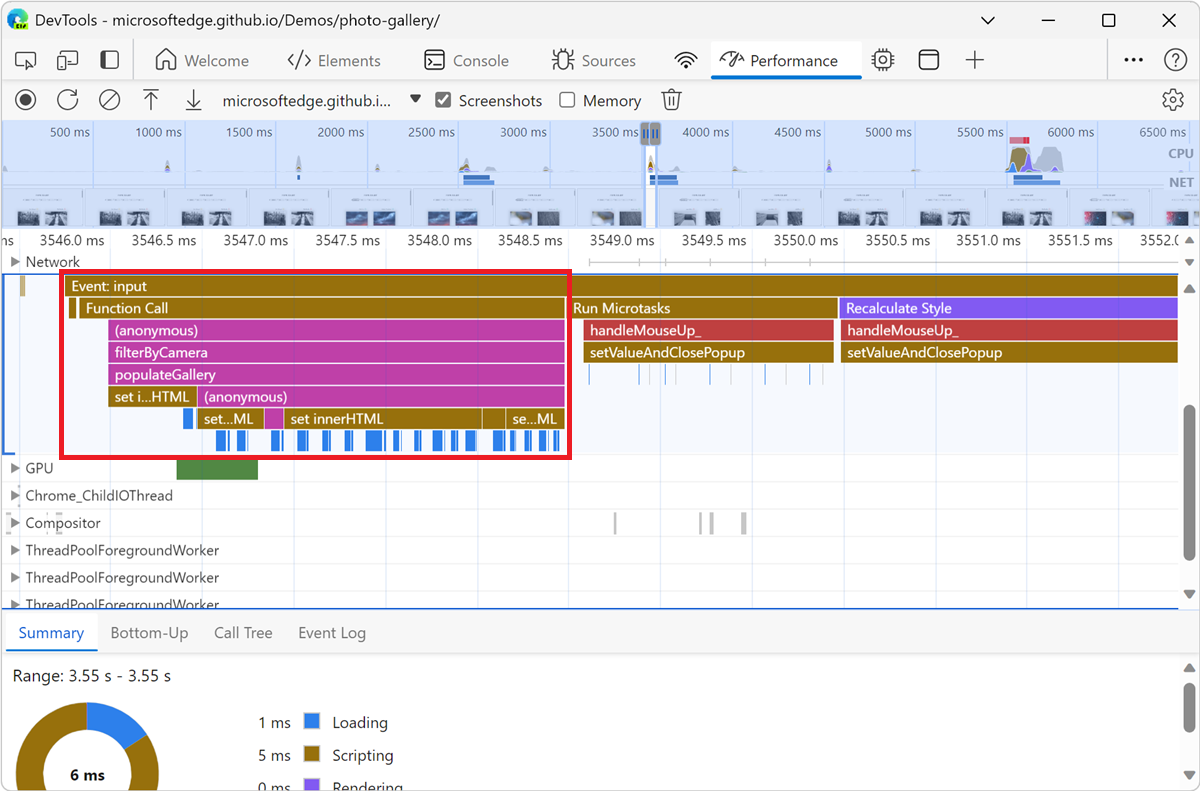 DevTools - microsoftedge.github.io/Demos/photo-gallery/
Welcome Elements Console Sources Performance
microsoftedge.github.i... Screenshots Memory
500 ms 1000 ms 1500 ms 2000 ms 2500 ms 3000 ms 3500 ms 4000 ms 4500 ms 5000 ms 5500 ms 6000 ms 6500 ms
CPU
NET
ns 3546.0 ms 3546.5 ms 3547.0 ms 3547.5 ms 3548.0 ms 3548.5 ms 3549.0 ms 3549.5 ms 3550.0 ms 3550.5 ms 3551.0 ms 3551.5 ms 3552.0
Network
Event: input
Function Call Run Microtasks Recalculate Style
(anonymous) handleMouseUp_ handleMouseUp_
filterByCamera setValueAndClosePopup setValueAndClosePopup
populateGallery
set i...HTML (anonymous)
set...ML set innerHTML se...ML
GPU
Chrome_ChildIOThread
Compositor
ThreadPoolForegroundWorker
ThreadPoolForegroundWorker
ThreadPoolForegroundWorker
Summary Bottom-Up Call Tree Event Log
Range: 3.55 s - 3.55 s
1 ms Loading
6 ms 5 ms Scripting
0 ms Rendering